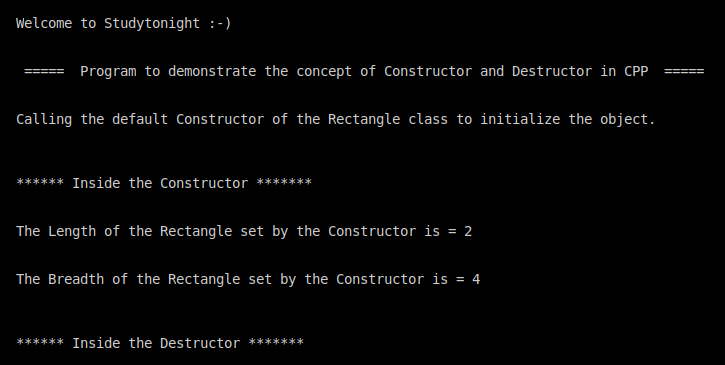 Welcome to Studytonight :-)
===== Program to demonstrate the concept of Constructor and Destructor in CPP =====
Calling the default Constructor of the Rectangle class to initialize the object.
****** Inside the Constructor *******
The Length of the Rectangle set by the Constructor is = 2
The Breadth of the Rectangle set by the Constructor is = 4
****** Inside the Destructor *******